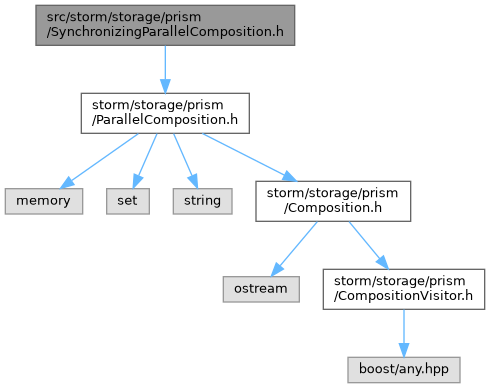 src/storm/storage/prism
/SynchronizingParallelComposition.h
storm/storage/prism
/ParallelComposition.h
memory
set
string
storm/storage/prism
/Composition.h
ostream
storm/storage/prism
/CompositionVisitor.h
boost/any.hpp